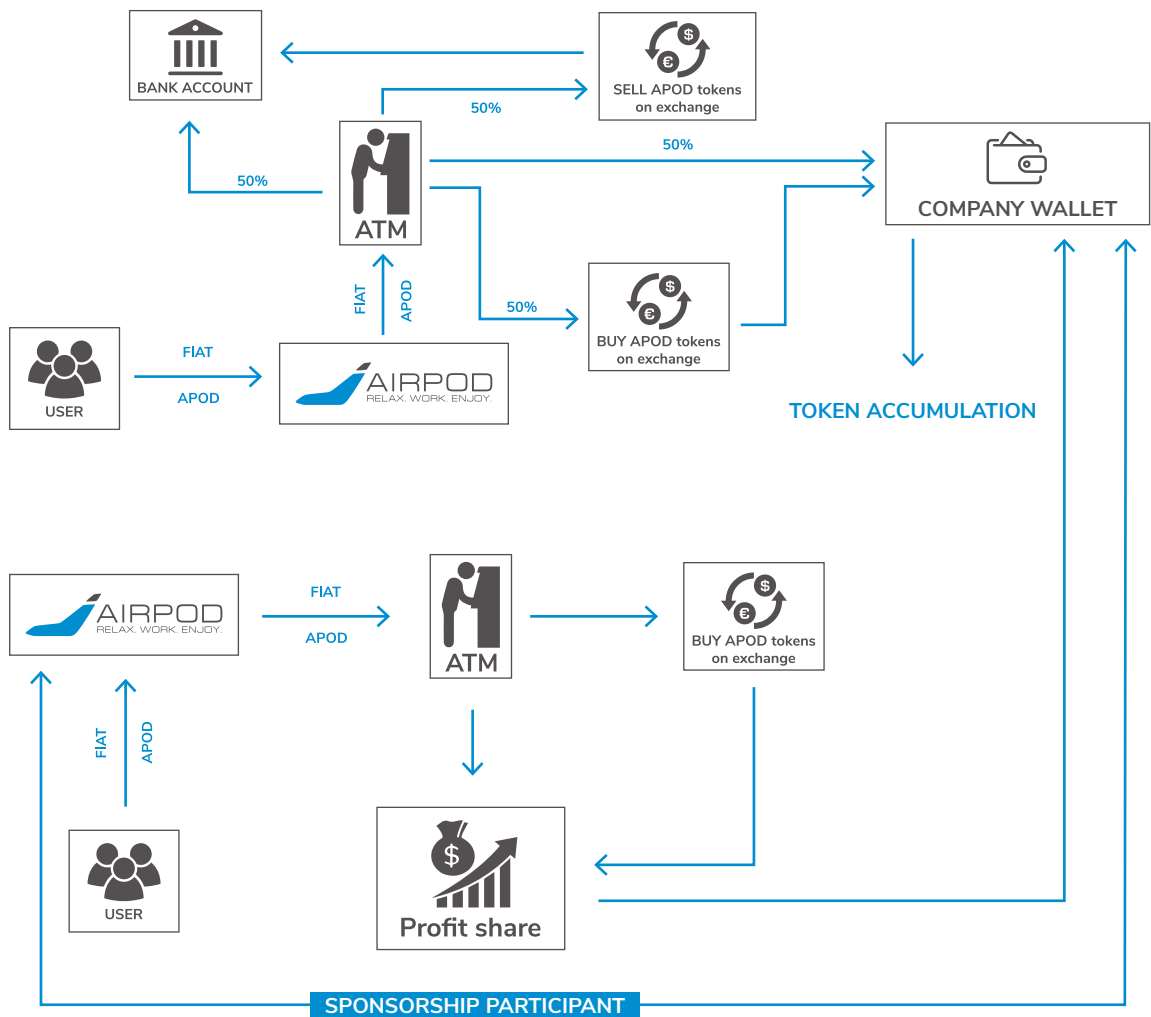 BANK ACCOUNT
SELL APOD tokens
on exchange
50%
50%
50%
ATM
COMPANY WALLET
FIAT
APOD
50%
BUY APOD tokens
on exchange
USER
FIAT
APOD
AIRPOD
RELAX. WORK. ENJOY.
TOKEN ACCUMULATION
AIRPOD
RELAX. WORK. ENJOY.
FIAT
APOD
ATM
BUY APOD tokens
on exchange
FIAT
APOD
USER
Profit share
SPONSORSHIP PARTICIPANT
$
€
$
€
$
€
$